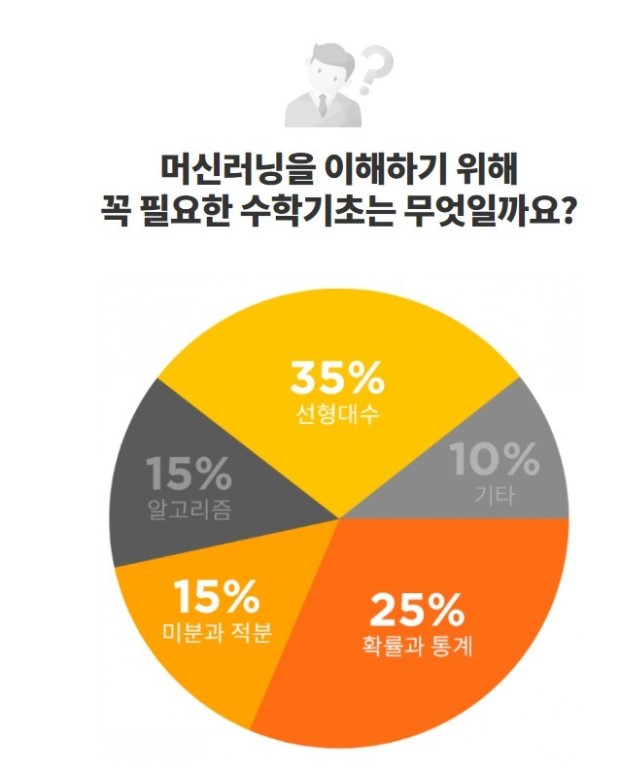 머신러닝을 이해하기 위해
꼭 필요한 수학기초는 무엇일까요?
35%
선형대수
10%
기타
15%
알고리즘
15%
미분과 적분
25%
확률과 통계